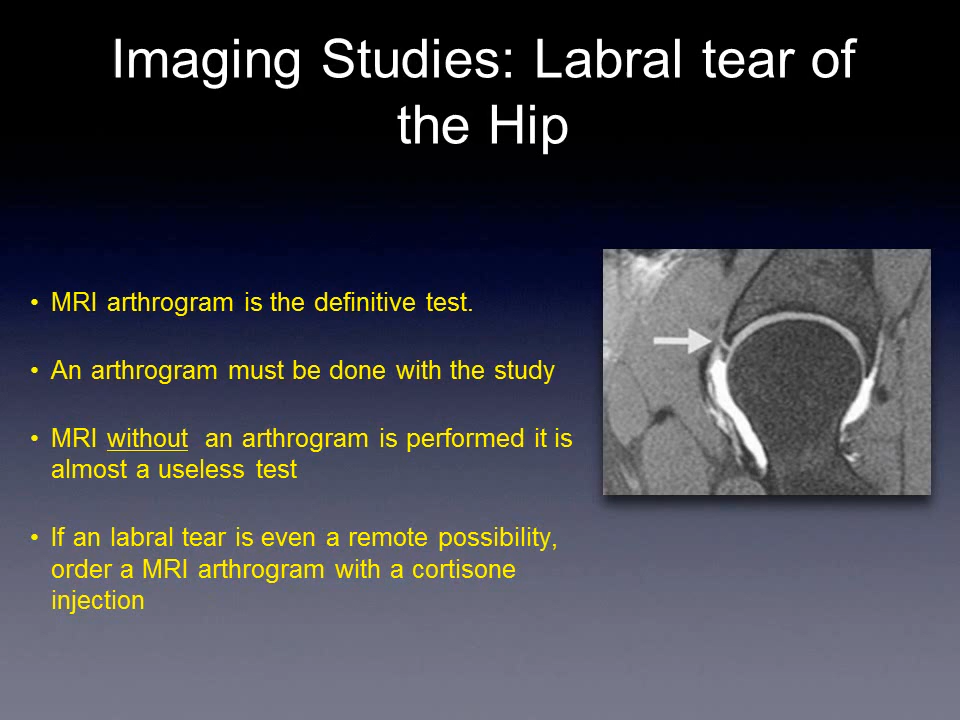 Imaging Studies: Labral tear of
the Hip
• MRI arthrogram is the definitive test.
• An arthrogram must be done with the study
• MRI without  an arthrogram is performed it is
almost a useless test
• If an labral tear is even a remote possibility,
order a MRI arthrogram with a cortisone
injection